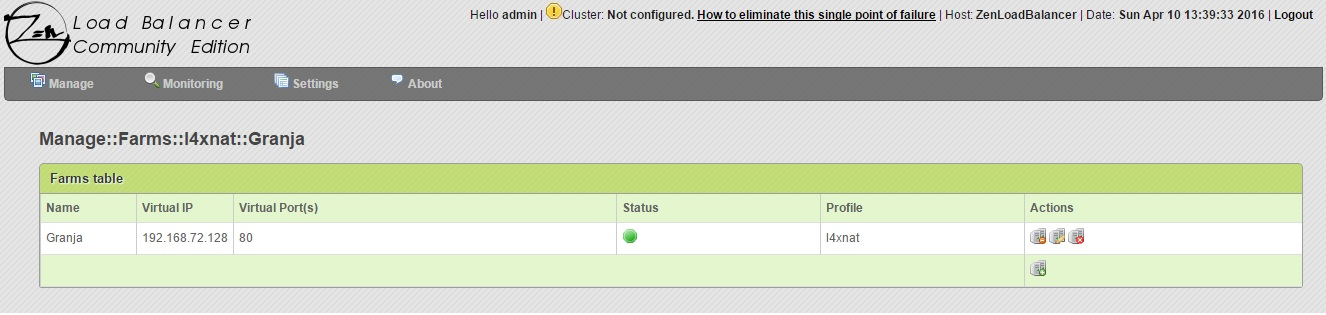 Zen Load Balancer
Community Edition
Hello admin | Cluster: Not configured. How to eliminate this single point of failure | Host: ZenLoadBalancer | Date: Sun Apr 10 13:39:33 2016 | Logout
Manage Monitoring Settings About
Manage::Farms::l4xnat::Granja
Farms table
Name Virtual IP Virtual Port(s) Status Profile Actions
Granja 192.168.72.128 80 l4xnat